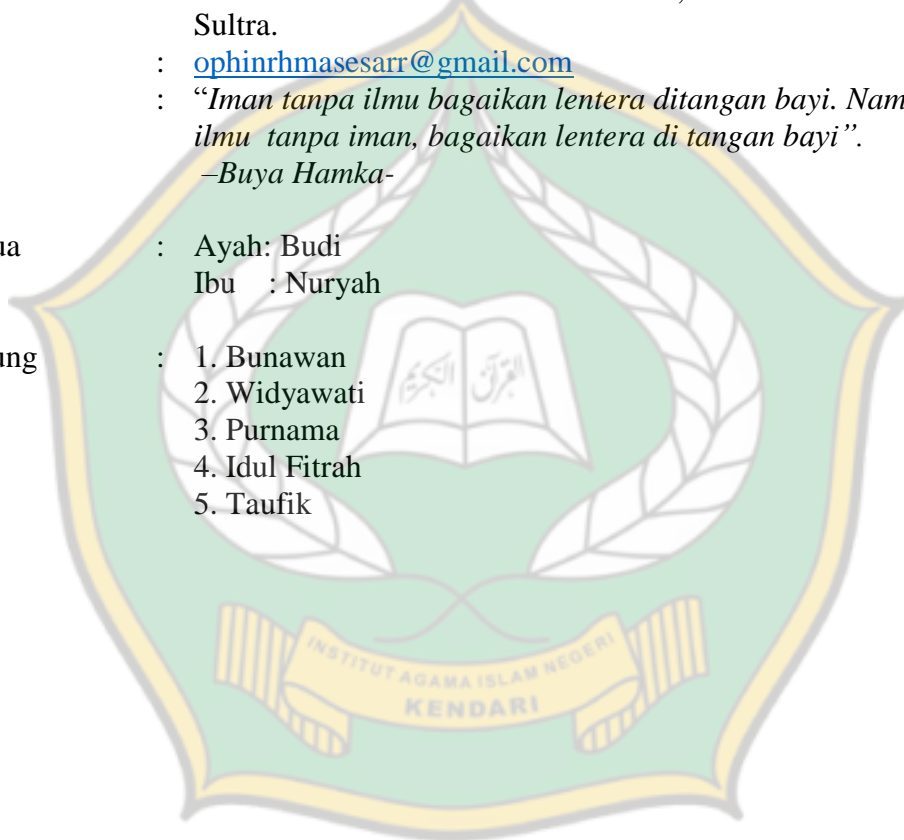 Sultra.
: ophinrhmasesarr@gmail.com
: “Iman tanpa ilmu bagaikan lentera ditangan bayi. Nam
ilmu tanpa iman, bagaikan lentera di tangan bayi”.
–Buya Hamka-
ua : Ayah: Budi
Ibu : Nuryah
ung : 1. Bunawan
2. Widyawati
3. Purnama
4. Idul Fitrah
5. Taufik
القرآن الكريم
INSTITUT AGAMA ISLAM NEGERI
KENDARI